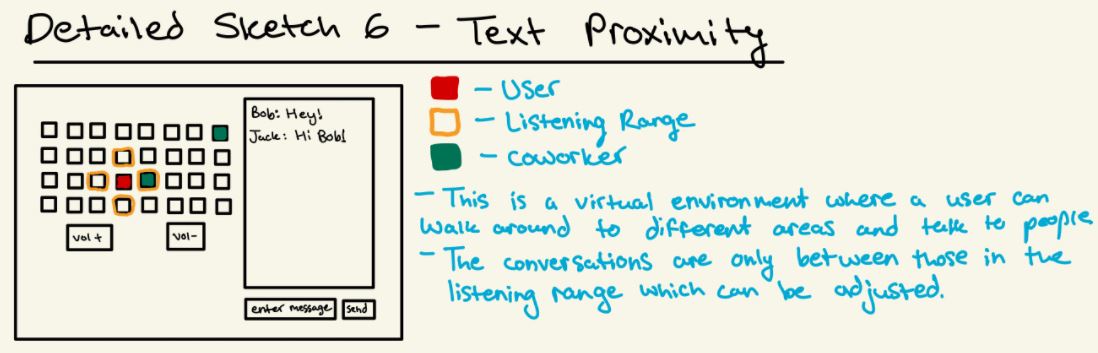 Detailed Sketch 6 - Text Proximity
Bob: Hey!
Jack: Hi Bob!
vol +
vol-
enter message
send
- User
- Listening Range
- coworker
- This is a virtual environment where a user can
walk around to different areas and talk to people
- The conversations are only between those in the
listening range which can be adjusted.